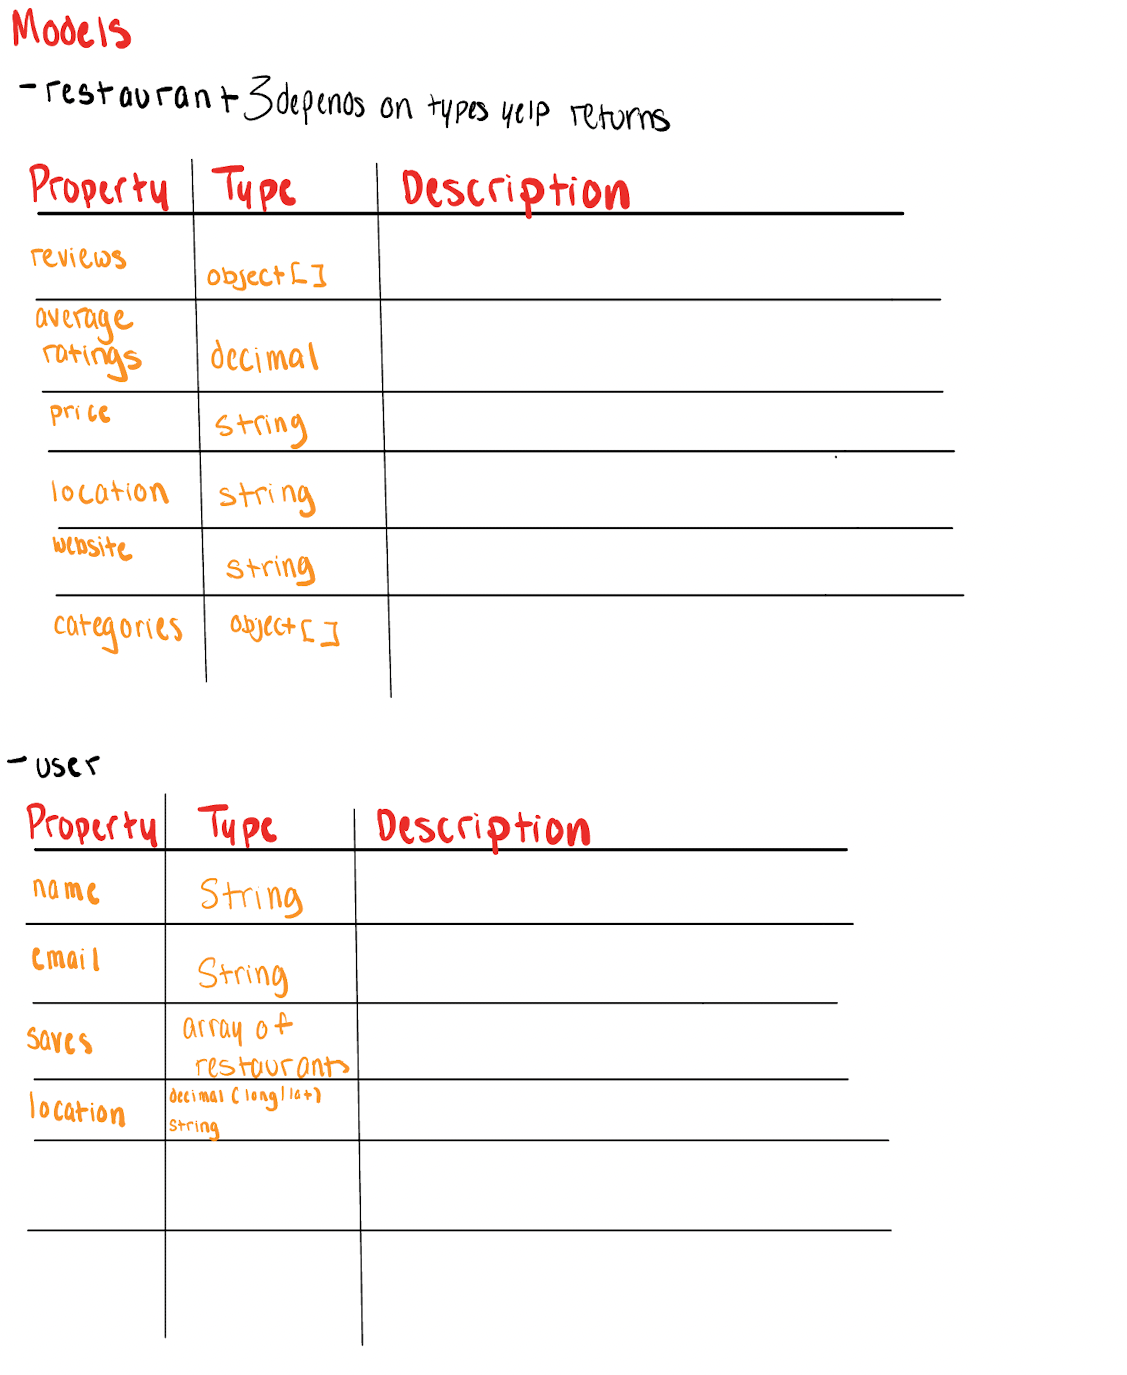 Models
- restaurant } depends on types yelp returns
Property Type Description
reviews object[]
average
ratings decimal
price string
location string
website string
categories object[]
- user
Property Type Description
name String
email String
saves array of
restaurants
location decimal (long/lat)
string